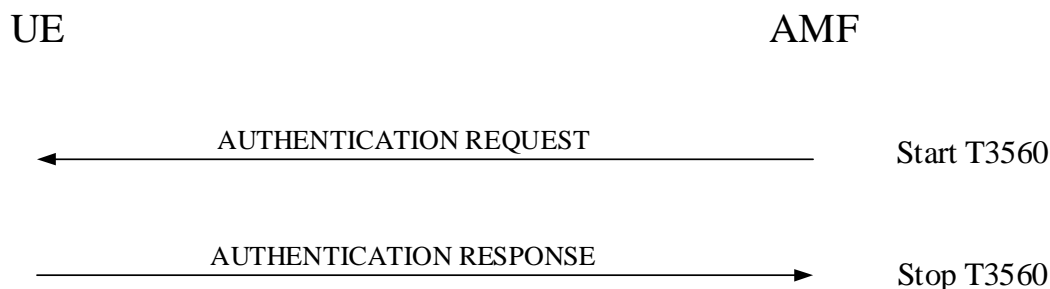 UE AMF
AUTHENTICATION REQUEST Start T3560
AUTHENTICATION RESPONSE Stop T3560